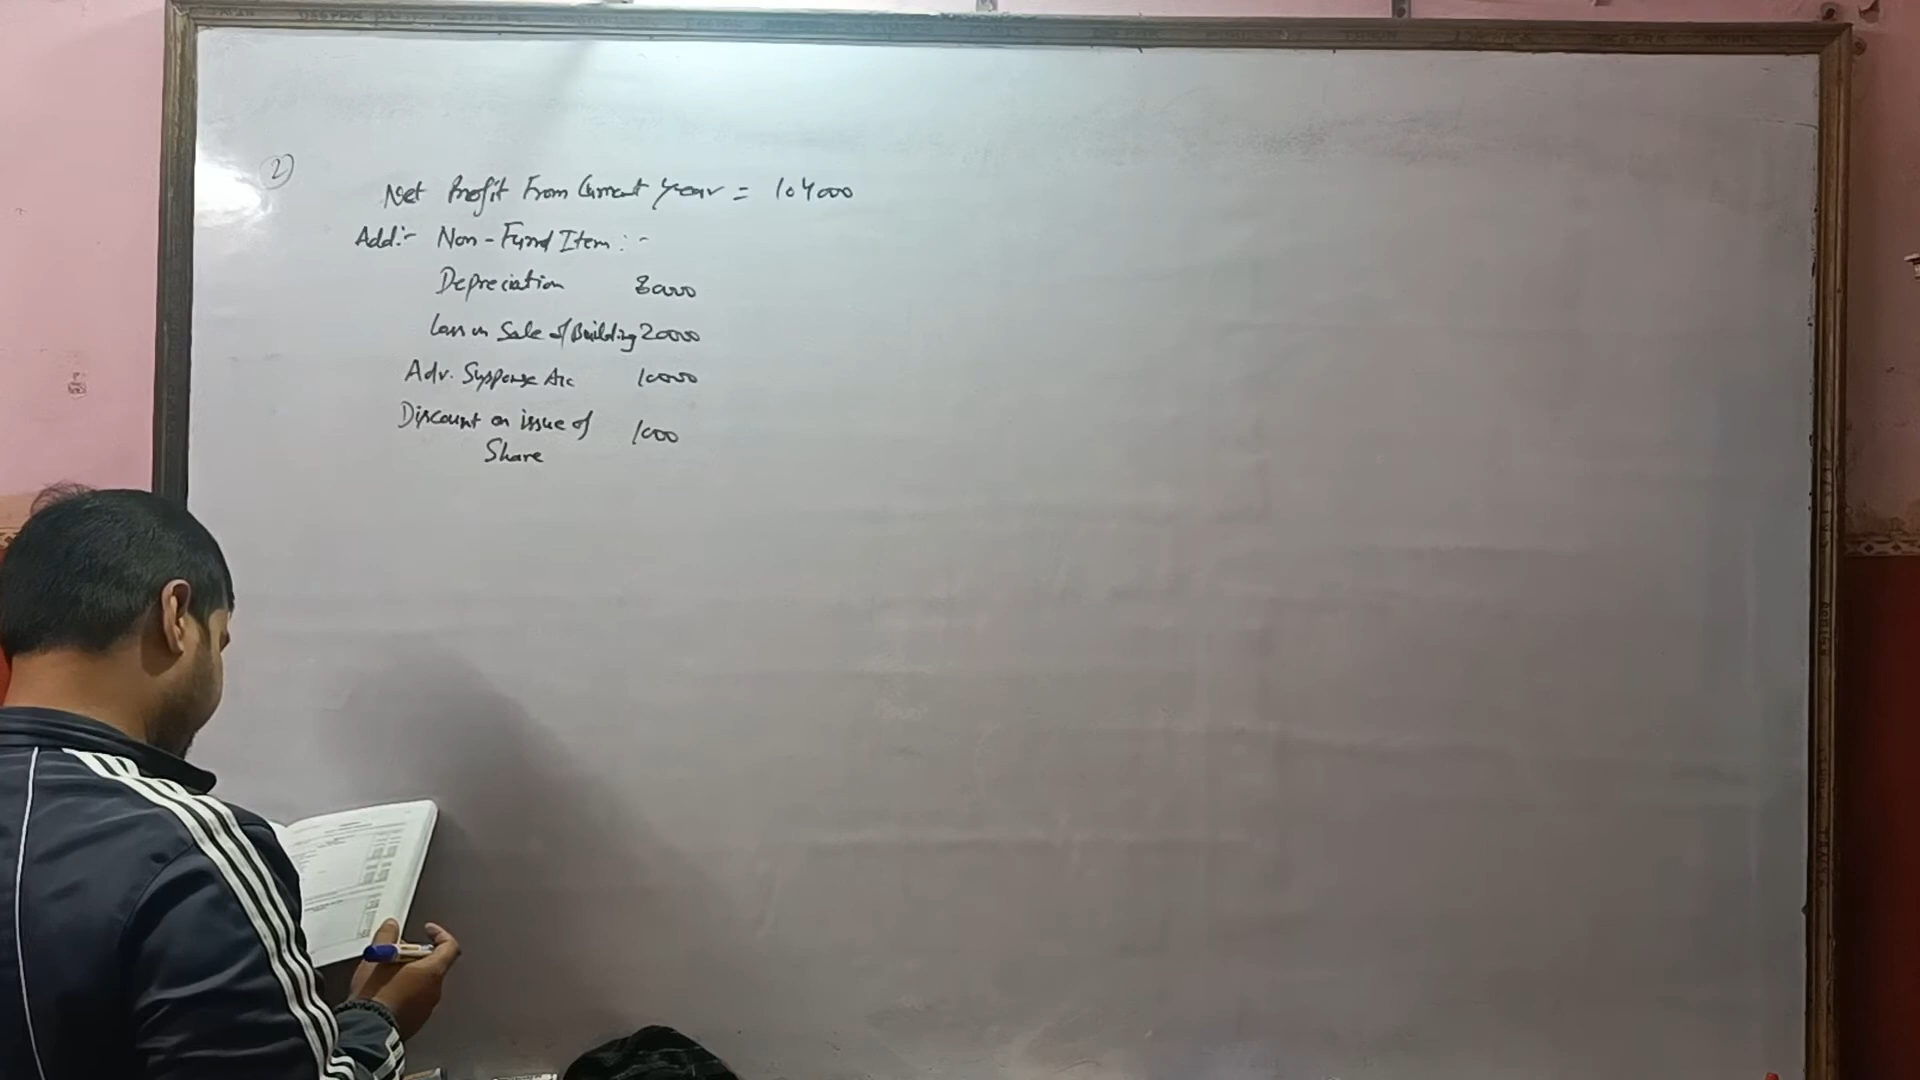 2
Net Profit From Current Year = 104000
Add:- Non-Fund Item:-
Depreciation 8000
Loss on Sale of Building 20000
Adv. Suspense A/c 10000
Discount on issue of 1000
Share